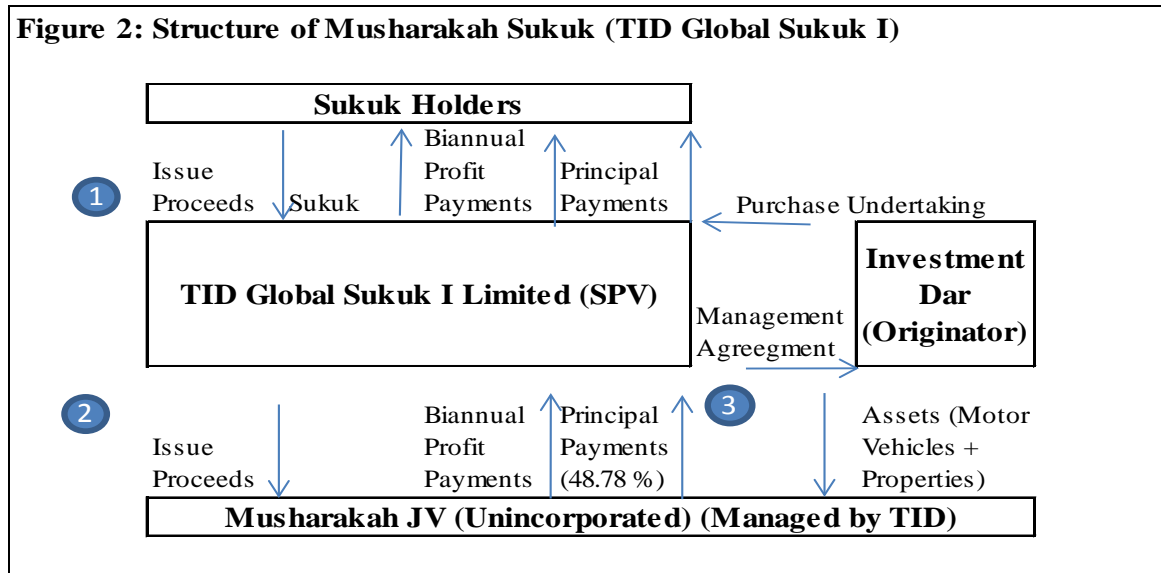 Figure 2: Structure of Musharakah Sukuk (TID Global Sukuk I)
Sukuk Holders
1
Issue
Proceeds
Sukuk
Biannual
Profit
Payments
Principal
Payments
Purchase Undertaking
TID Global Sukuk I Limited (SPV)
Investment
Dar
(Originator)
Management
Agreegment
2
Issue
Proceeds
Biannual
Profit
Payments
Principal
Payments
(48.78 %)
3
Assets (Motor
Vehicles +
Properties)
Musharakah JV (Unincorporated) (Managed by TID)